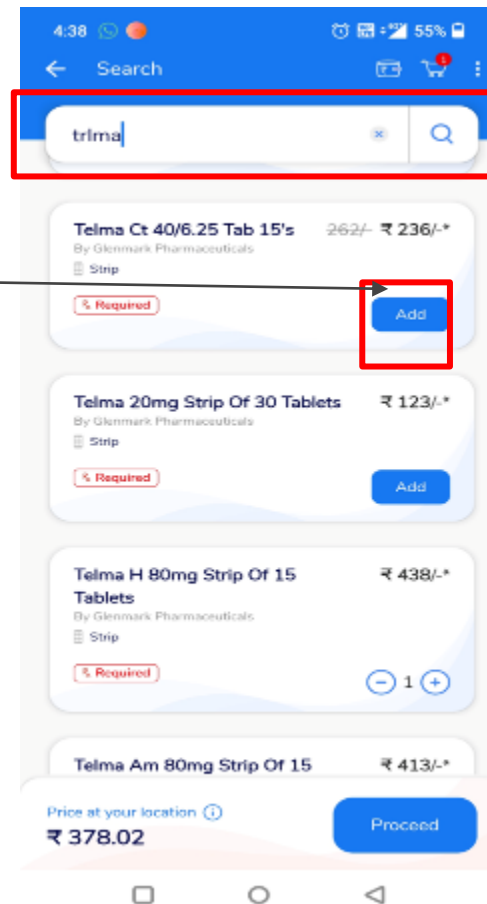 4:38 55%
Search 1
trlma
Telma Ct 40/6.25 Tab 15's 262/- ₹ 236/-*
By Glenmark Pharmaceuticals
Strip
Required
Add
Telma 20mg Strip Of 30 Tablets ₹ 123/-*
By Glenmark Pharmaceuticals
Strip
Required
Add
Telma H 80mg Strip Of 15 ₹ 438/-*
Tablets
By Glenmark Pharmaceuticals
Strip
Required
1
Telma Am 80mg Strip Of 15 ₹ 413/-*
Price at your location
₹ 378.02
Proceed